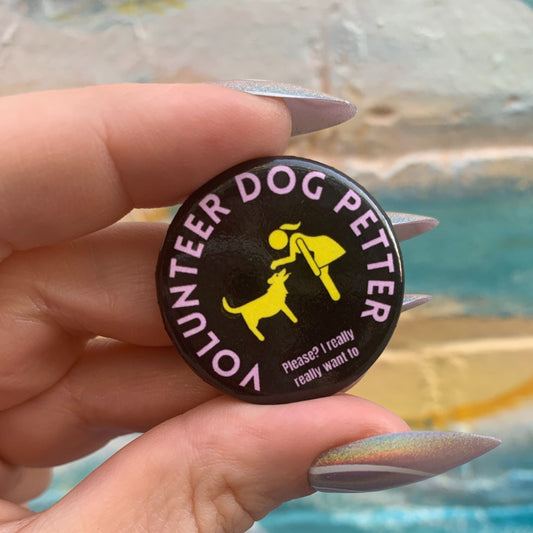 VOLUNTEER DOG PETTER
Please? I really
really want to